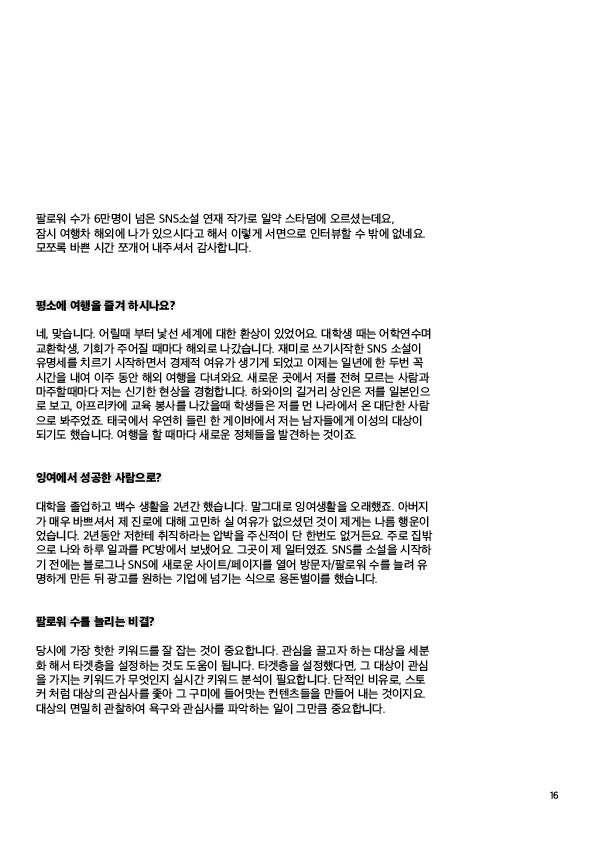 팔로워 수가 6만명이 넘은 SNS소설 연재 작가로 일약 스타덤에 오르셨는데요,
잠시 여행차 해외에 나가 있으시다고 해서 이렇게 서면으로 인터뷰할 수 밖에 없네요.
모쪼록 바쁜 시간 쪼개어 내주셔서 감사합니다.
평소에 여행을 즐겨 하시나요?
네, 맞습니다. 어릴때 부터 낯선 세계에 대한 환상이 있었어요. 대학생 때는 어학연수며
교환학생, 기회가 주어질 때마다 해외로 나갔습니다. 재미로 쓰기시작한 SNS 소설이
유명세를 치르기 시작하면서 경제적 여유가 생기게 되었고 이제는 일년에 한 두번 꼭
시간을 내여 이주 동안 해외 여행을 다녀와요. 새로운 곳에서 저를 전혀 모르는 사람과
마주할때마다 저는 신기한 현상을 경험합니다. 하와이의 길거리 상인은 저를 일본인으
로 보고, 아프리카에 교육 봉사를 나갔을때 학생들은 저를 먼 나라에서 온 대단한 사람
으로 봐주었죠. 태국에서 우연히 들린 한 게이바에서 저는 남자들에게 이성의 대상이
되기도 했습니다. 여행을 할 때마다 새로운 정체들을 발견하는 것이죠.
잉여에서 성공한 사람으로?
대학을 졸업하고 백수 생활을 2년간 했습니다. 말그대로 잉여생활을 오래했죠. 아버지
가 매우 바쁘셔서 제 진로에 대해 고민하 실 여유가 없으셨던 것이 제게는 나름 행운이
었습니다. 2년동안 저한테 취직하라는 압박을 주신적이 단 한번도 없거든요. 주로 집밖
으로 나와 하루 일과를 PC방에서 보냈어요. 그곳이 제 일터였죠. SNS를 소설을 시작하
기 전에는 블로그나 SNS에 새로운 사이트/페이지를 열어 방문자/팔로워 수를 늘려 유
명하게 만든 뒤 광고를 원하는 기업에 넘기는 식으로 용돈벌이를 했습니다.
팔로워 수를 늘리는 비결?
당시에 가장 핫한 키워드를 잘 잡는 것이 중요합니다. 관심을 끌고자 하는 대상을 세분
화 해서 타겟층을 설정하는 것도 도움이 됩니다. 타겟층을 설정했다면, 그 대상이 관심
을 가지는 키워드가 무엇인지 실시간 키워드 분석이 필요합니다. 단적인 비유로, 스토
커 처럼 대상의 관심사를 좇아 그 구미에 들어맞는 컨텐츠들을 만들어 내는 것이지요.
대상의 면밀히 관찰하여 욕구와 관심사를 파악하는 일이 그만큼 중요합니다.
16